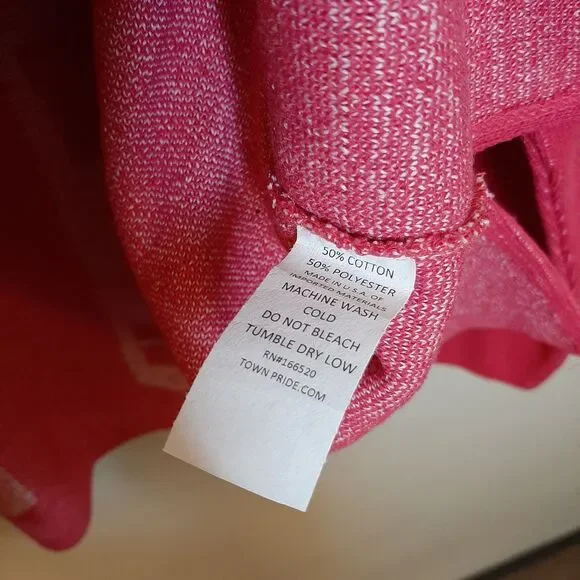 50% COTTON
50% POLYESTER
MADE IN U.S.A. OF
IMPORTED MATERIALS
MACHINE WASH
COLD
DO NOT BLEACH
TUMBLE DRY LOW
RN#166520
TOWN PRIDE.COM